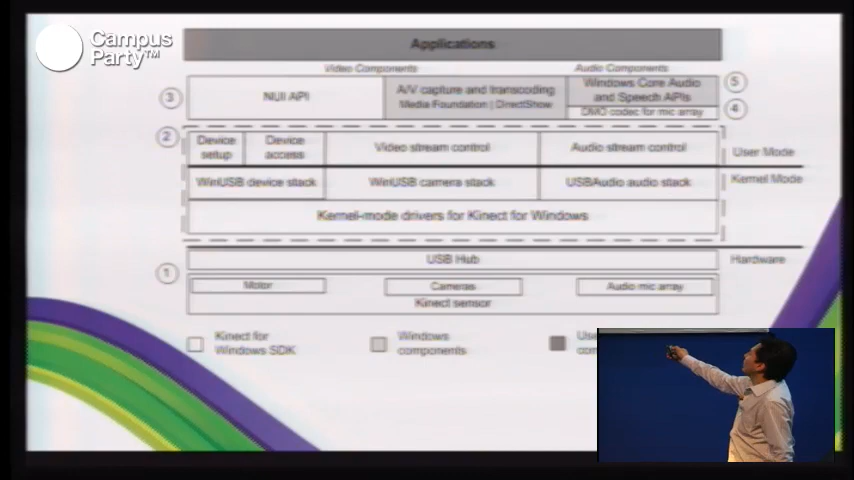 Campus
Party™
Applications
Video Components
Audio Components
3
NUI API
A/V capture and transcoding
Media Foundation | DirectShow
Windows Core Audio
and Speech APIs
5
DMO codec for mic array
4
2
Device
setup
Device
access
Video stream control
Audio stream control
User Mode
Kernel Mode
WinUSB device stack
WinUSB camera stack
USBAudio audio stack
Kernel-mode drivers for Kinect for Windows
USB Hub
Hardware
1
Motor
Cameras
Audio mic array
Kinect sensor
Kinect for
Windows SDK
Windows
components
Use
com